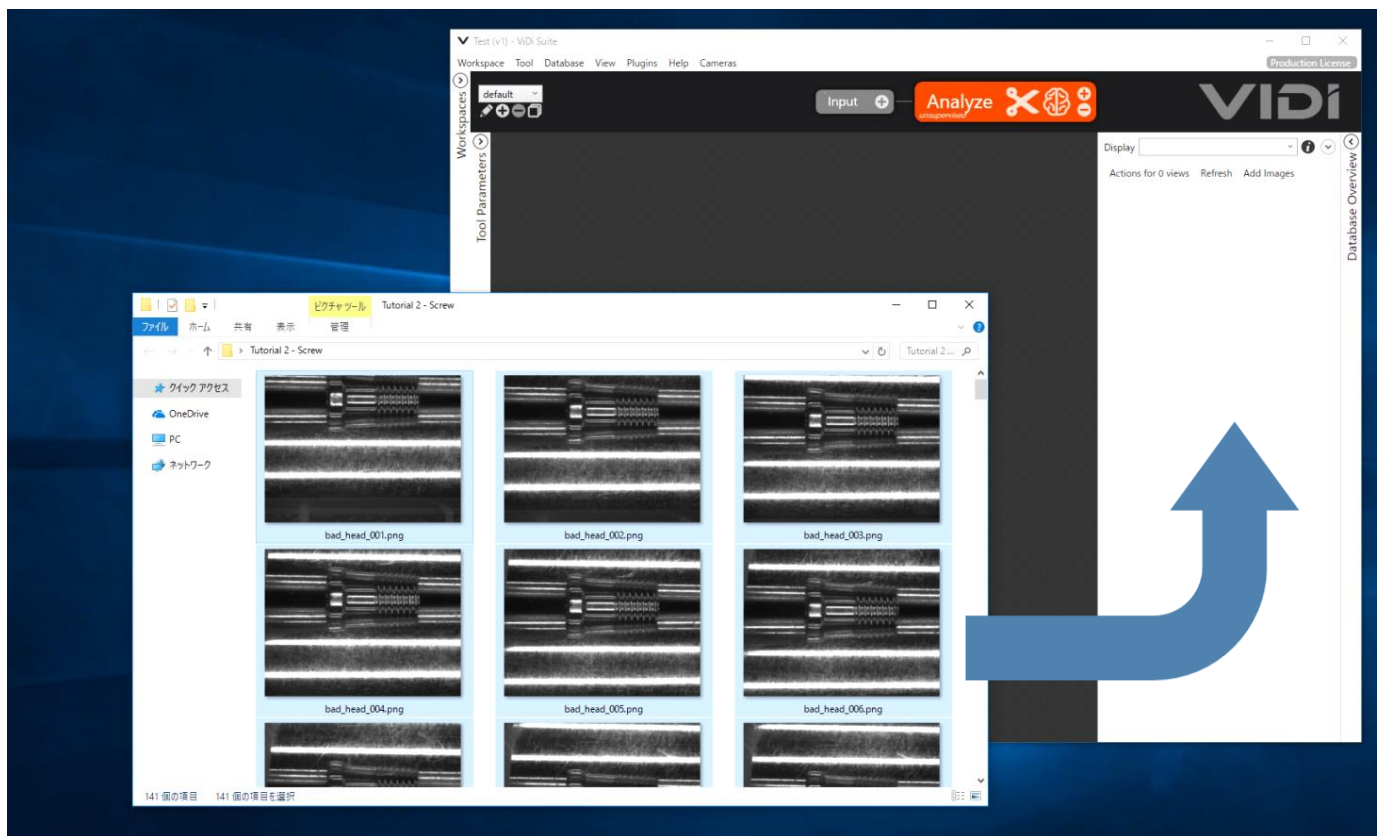 Test (v1) - ViDi Suite
Workspace Tool Database View Plugins Help Cameras
Production License
Workspaces
default
Input
Analyze
unsupervised
VIDI
Tool Parameters
Display
Actions for 0 views Refresh Add Images
Database Overview
ピクチャ ツール Tutorial 2 - Screw
ファイル ホーム 共有 表示 管理
Tutorial 2 - Screw
Tutorial 2 ...
クイック アクセス
OneDrive
PC
ネットワーク
bad_head_001.png bad_head_002.png bad_head_003.png
bad_head_004.png bad_head_005.png bad_head_006.png
141 個の項目 141 個の項目を選択